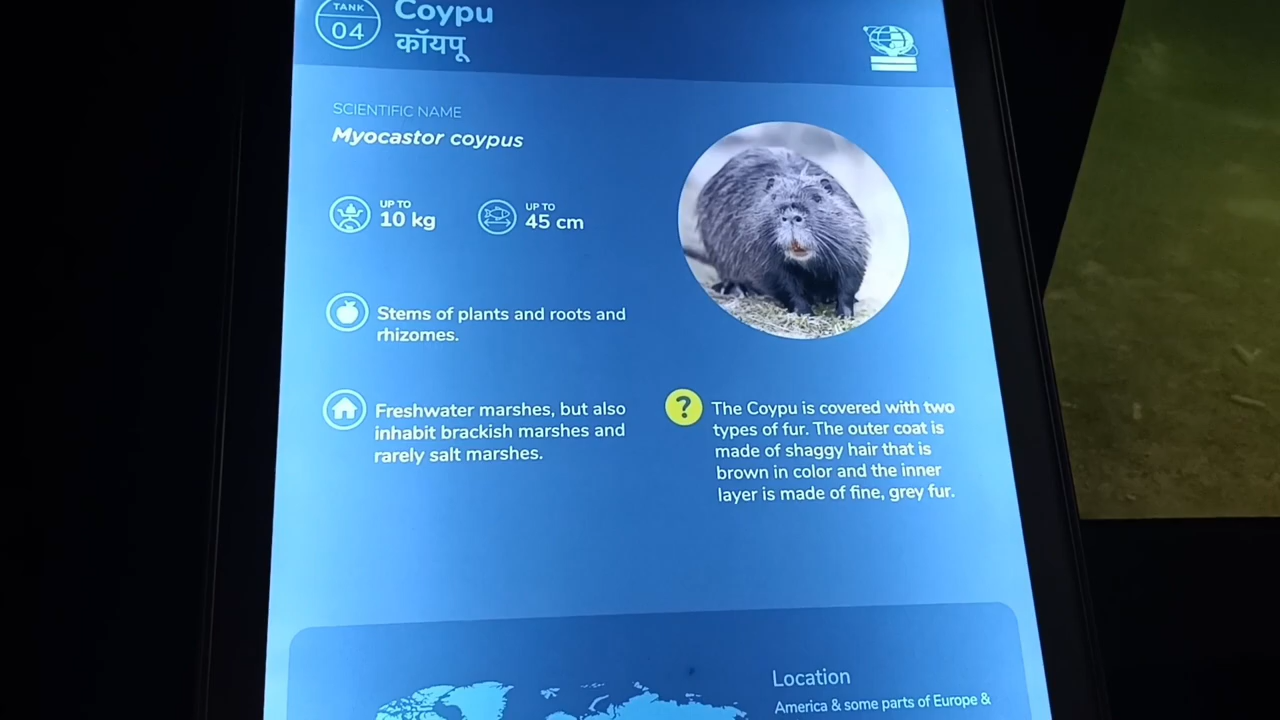 TANK
04
Coypu
कॉयपू
SCIENTIFIC NAME
Myocastor coypus
UP TO
10 kg
UP TO
45 cm
Stems of plants and roots and
rhizomes.
Freshwater marshes, but also
inhabit brackish marshes and
rarely salt marshes.
?
The Coypu is covered with two
types of fur. The outer coat is
made of shaggy hair that is
brown in color and the inner
layer is made of fine, grey fur.
Location
America & some parts of Europe &